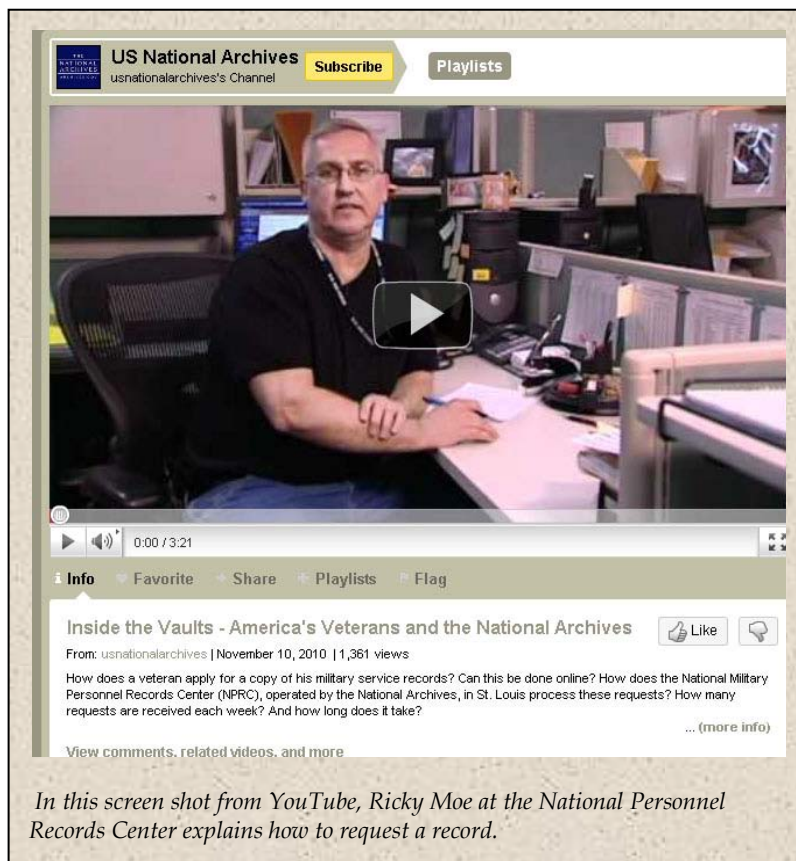 THE
NATIONAL
ARCHIVES
US National Archives
usnationalarchives's Channel
Subscribe
Playlists
0:00 / 3:21
Info
Favorite
Share
Playlists
Flag
Inside the Vaults - America's Veterans and the National Archives
Like
From: usnationalarchives | November 10, 2010 | 1,361 views
How does a veteran apply for a copy of his military service records? Can this be done online? How does the National Military
Personnel Records Center (NPRC), operated by the National Archives, in St. Louis process these requests? How many
requests are received each week? And how long does it take?
... (more info)
View comments, related videos, and more
In this screen shot from YouTube, Ricky Moe at the National Personnel
Records Center explains how to request a record.